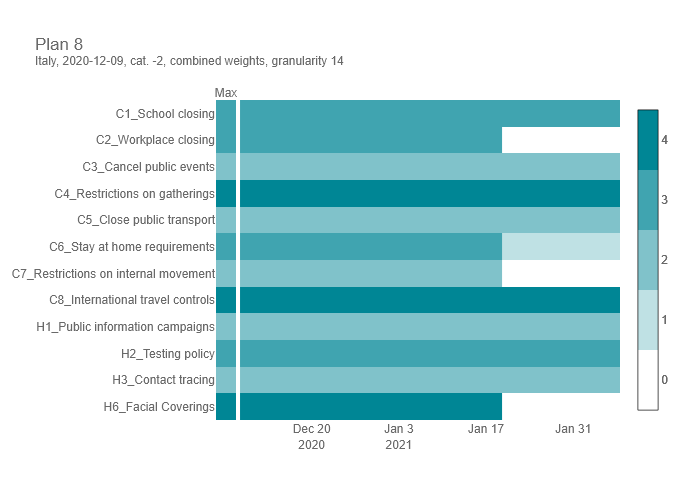 Plan 8
Italy, 2020-12-09, cat. -2, combined weights, granularity 14
Max
C1_School closing
C2_Workplace closing
C3_Cancel public events
C4_Restrictions on gatherings
C5_Close public transport
C6_Stay at home requirements
C7_Restrictions on internal movement
C8_International travel controls
H1_Public information campaigns
H2_Testing policy
H3_Contact tracing
H6_Facial Coverings
4
3
2
1
0
Dec 20 Jan 3 Jan 17 Jan 31
2020 2021